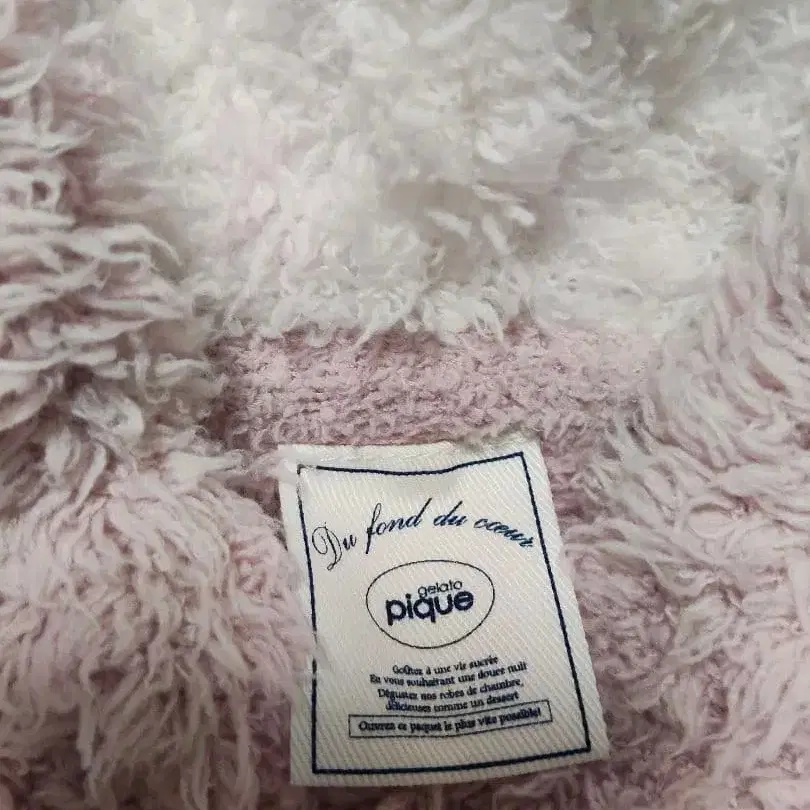 Du fond du cœur
gelato
pique
Goûtez à une vie sucrée
En vous souhaitant une douce nuit
Dégustez nos robes de chambre,
délicieuses comme un dessert
Ouvrez ce paquet le plus vite possible!